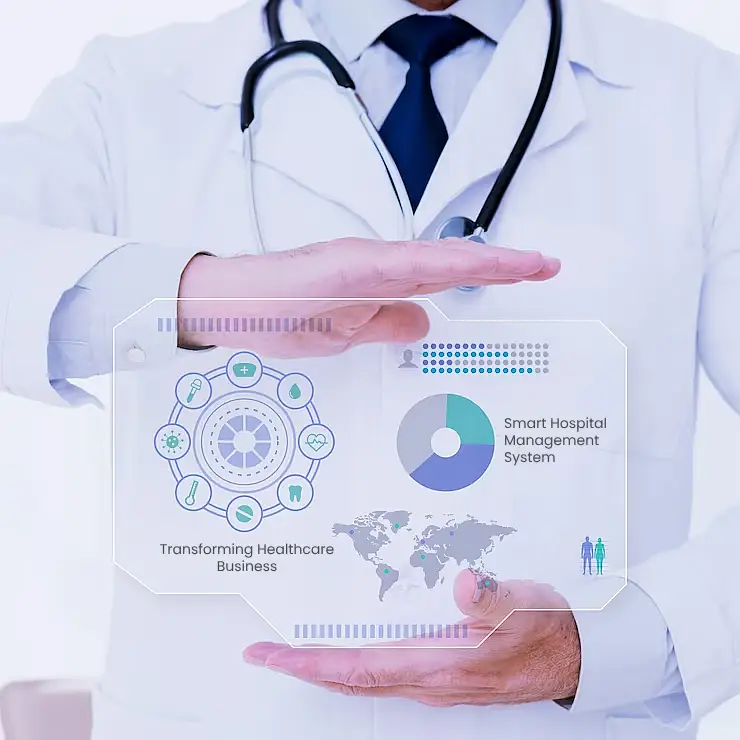 Smart Hospital
Management
System
Transforming Healthcare
Business